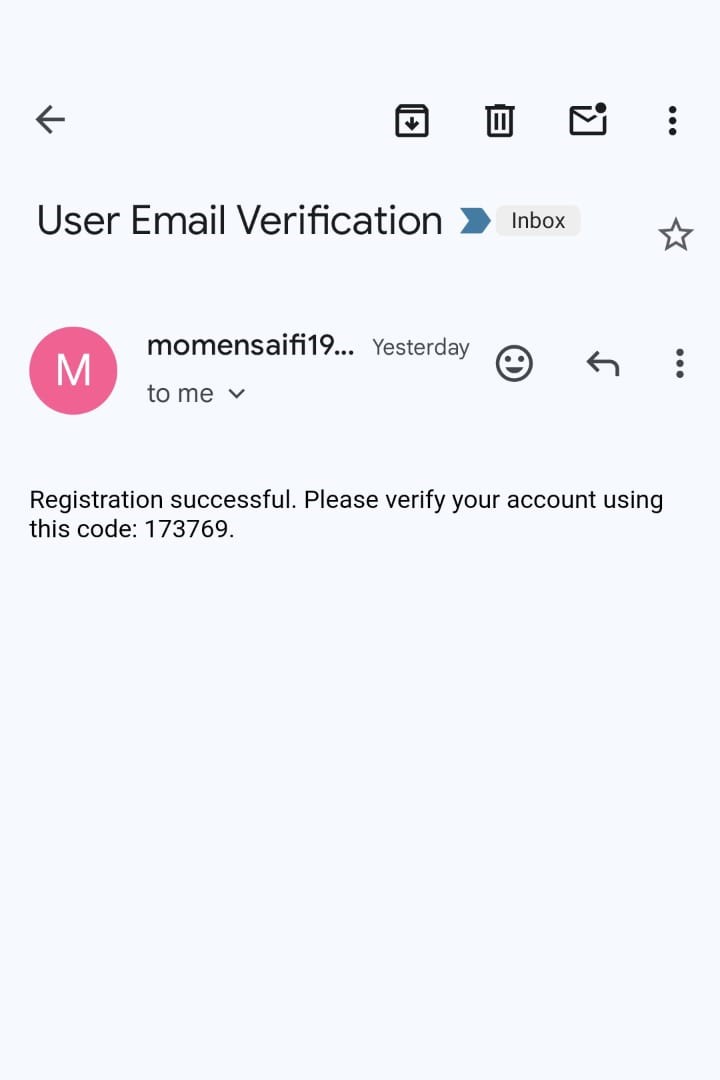 User Email Verification Inbox
M
momensaifi19... Yesterday
to me
Registration successful. Please verify your account using
this code: 173769.